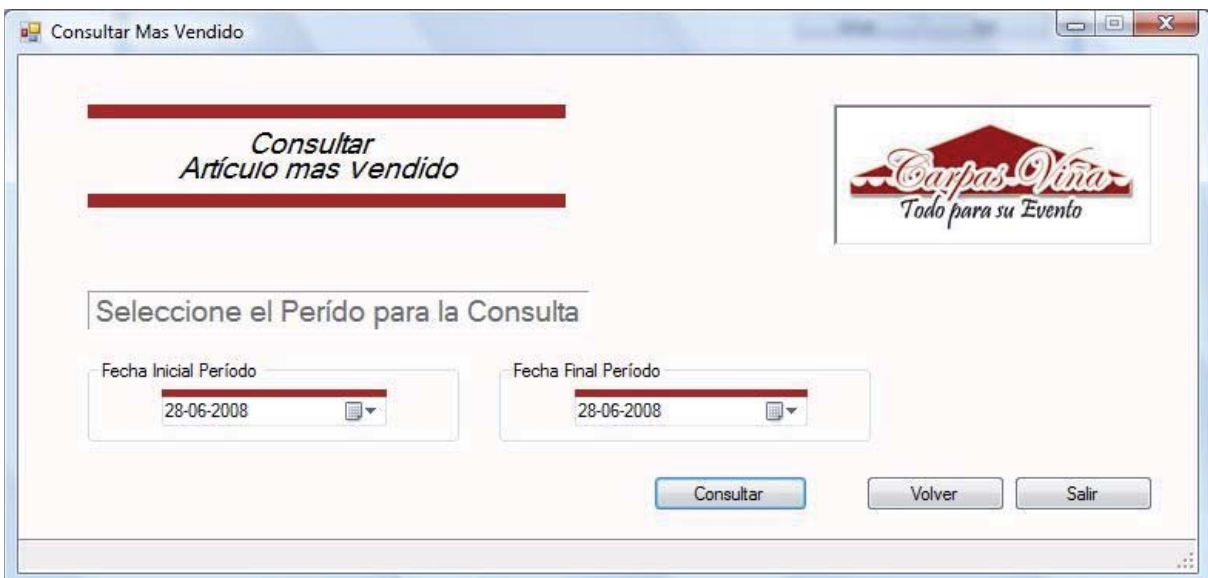 Consultar Mas Vendido
Consultar
Artículo mas Vendido
Carpas Viña
Todo para su Evento
Seleccione el Perído para la Consulta
Fecha Inicial Período
Fecha Final Período
28-06-2008
28-06-2008
Consultar
Volver
Salir